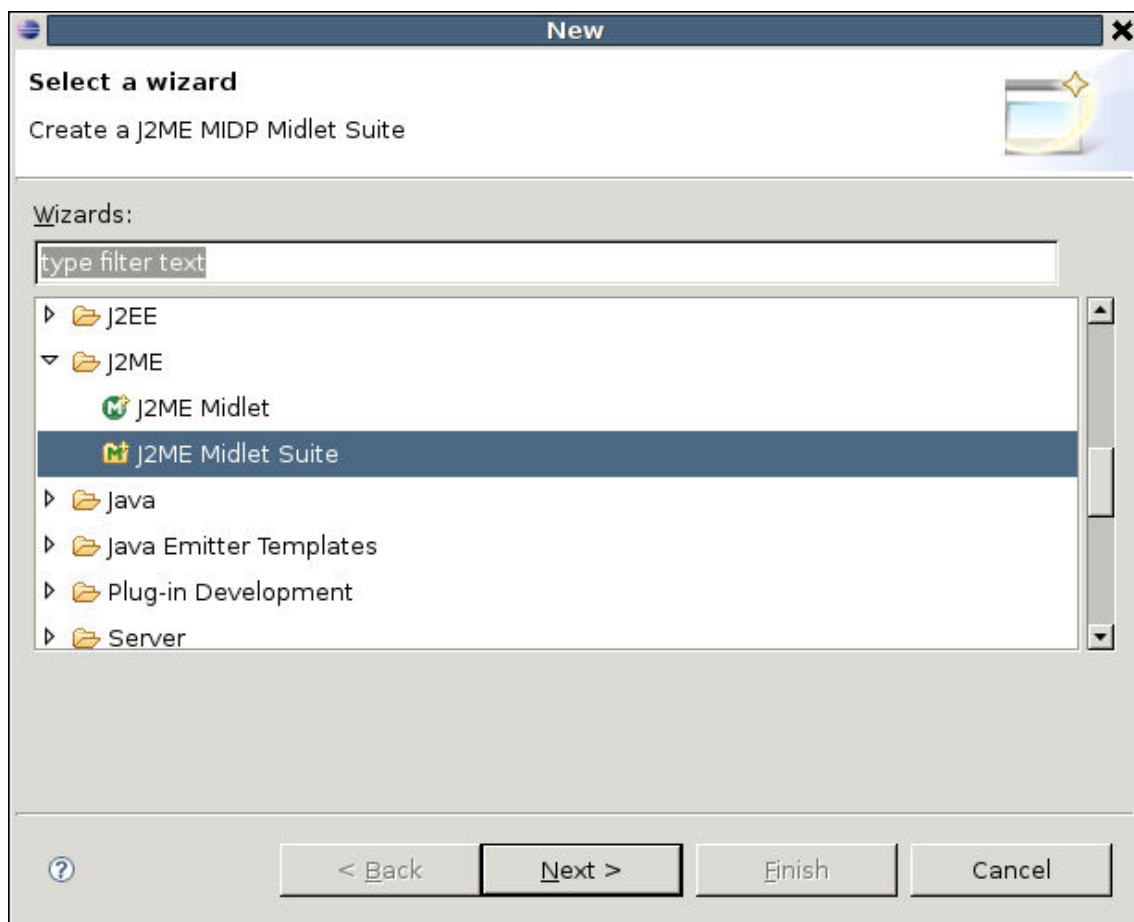 New
Select a wizard
Create a J2ME MIDP Midlet Suite
Wizards:
type filter text
J2EE
J2ME
J2ME Midlet
J2ME Midlet Suite
Java
Java Emitter Templates
Plug-in Development
Server
? < Back Next > Finish Cancel